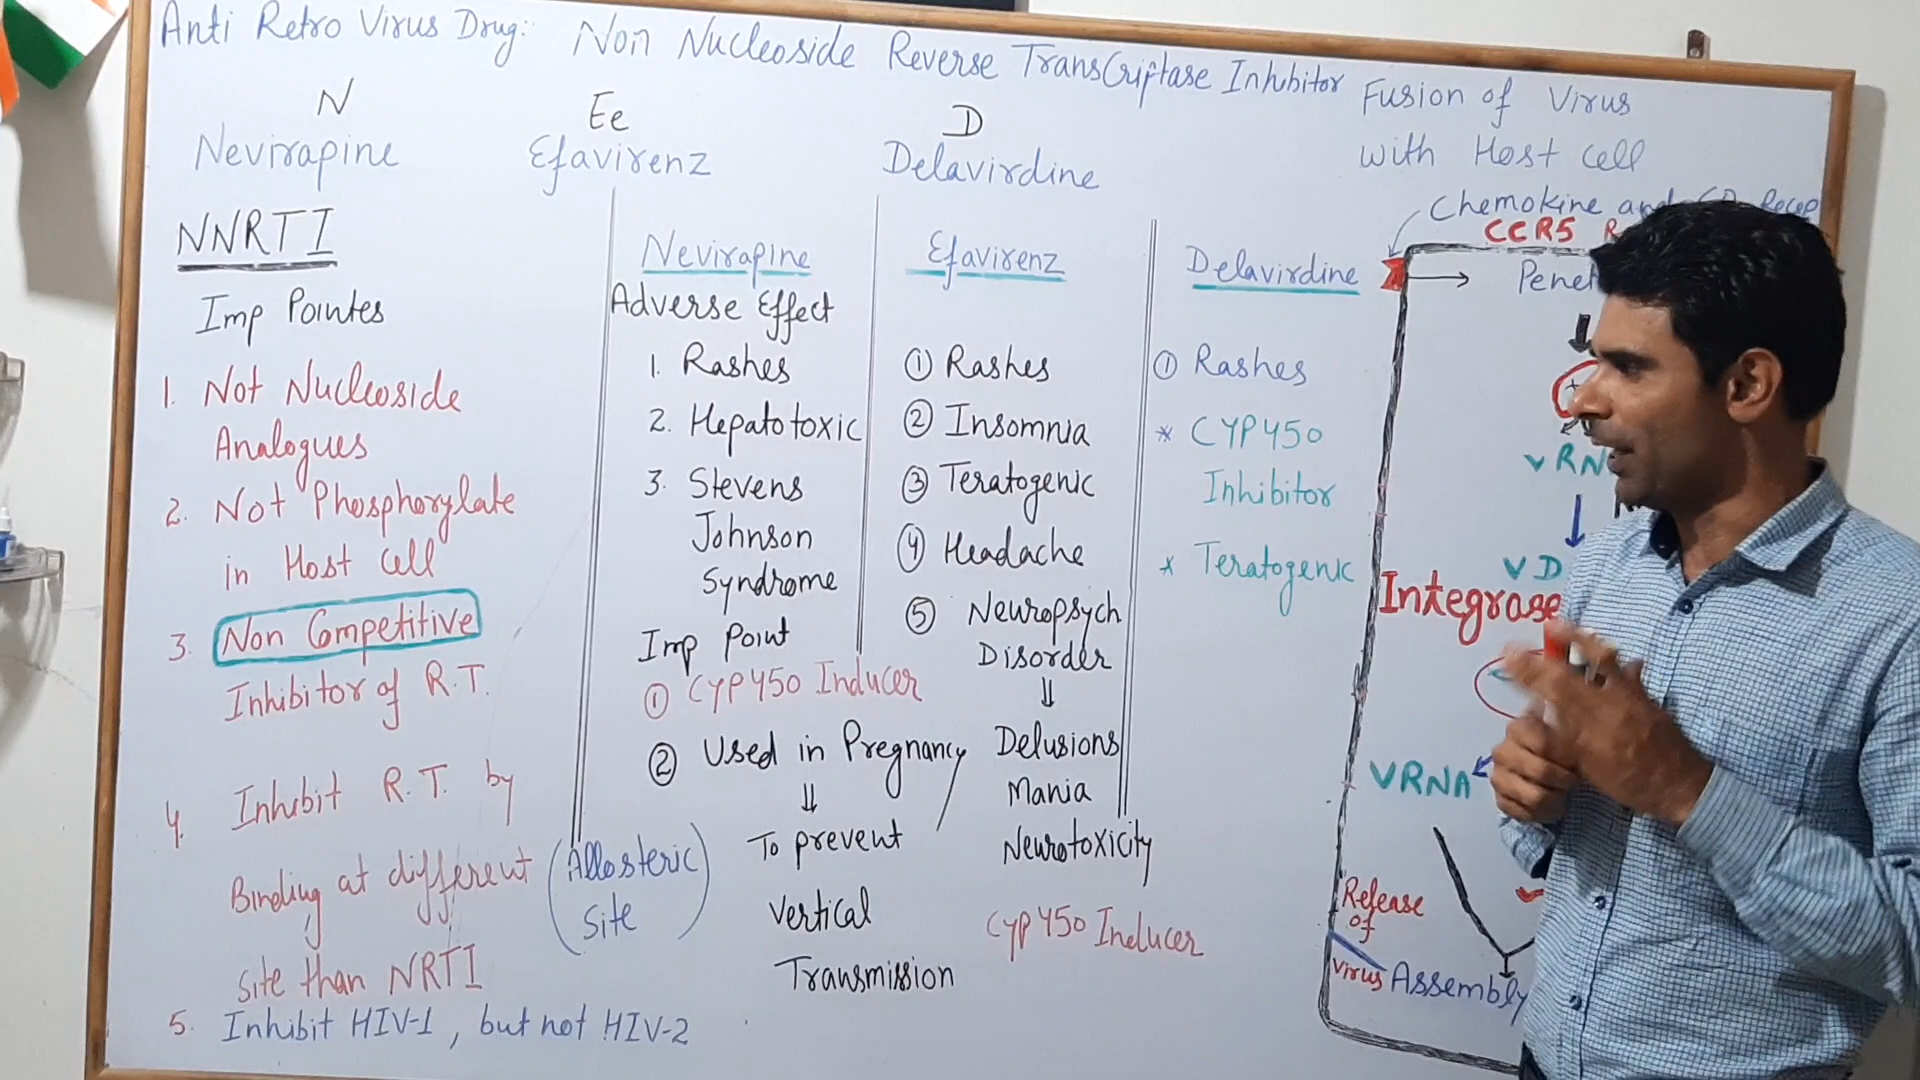 Anti Retro Virus Drug: Non Nucleoside Reverse Transcriptase Inhibitor
N
Nevirapine
Ee
Efavirenz
D
Delavirdine
NNRTI
Imp Pointes
1. Not Nucleoside
Analogues
2. Not Phosphorylate
in Host Cell
3. Non Competitive
Inhibitor of R.T.
4. Inhibit R.T. by
Binding at different (Allosteric
Site)
site than NRTI
5. Inhibit HIV-1, but not HIV-2
Nevirapine
Adverse Effect
1. Rashes
2. Hepatotoxic
3. Stevens
Johnson
Syndrome
Imp Point
① CYP450 Inducer
② Used in Pregnancy
⇓
To prevent
Vertical
Transmission
Efavirenz
① Rashes
② Insomnia
③ Teratogenic
④ Headache
⑤ Neuropsych
Disorder
⇓
Delusions
Mania
Neurotoxicity
CYP450 Inducer
Delavirdine
① Rashes
* CYP450
Inhibitor
* Teratogenic
Fusion of Virus
with Host Cell
Chemokine and
CCR5
VRNA
Integrase
Release
of
Virus
Assembly